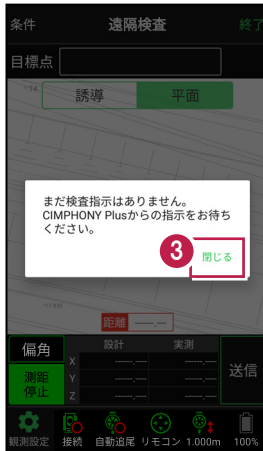 条件 遠隔検査 終了
目標点
誘導 平面
まだ検査指示はありません。
CIMPHONY Plusからの指示をお待ち
ください。
3 閉じる
距離 -----.---
偏角 設計 実測
X -----.--- -----.---
測距 Y -----.--- -----.--- 送信
停止 Z -----.--- -----.---
観測設定 接続 自動追尾 リモコン 1.000m 100%